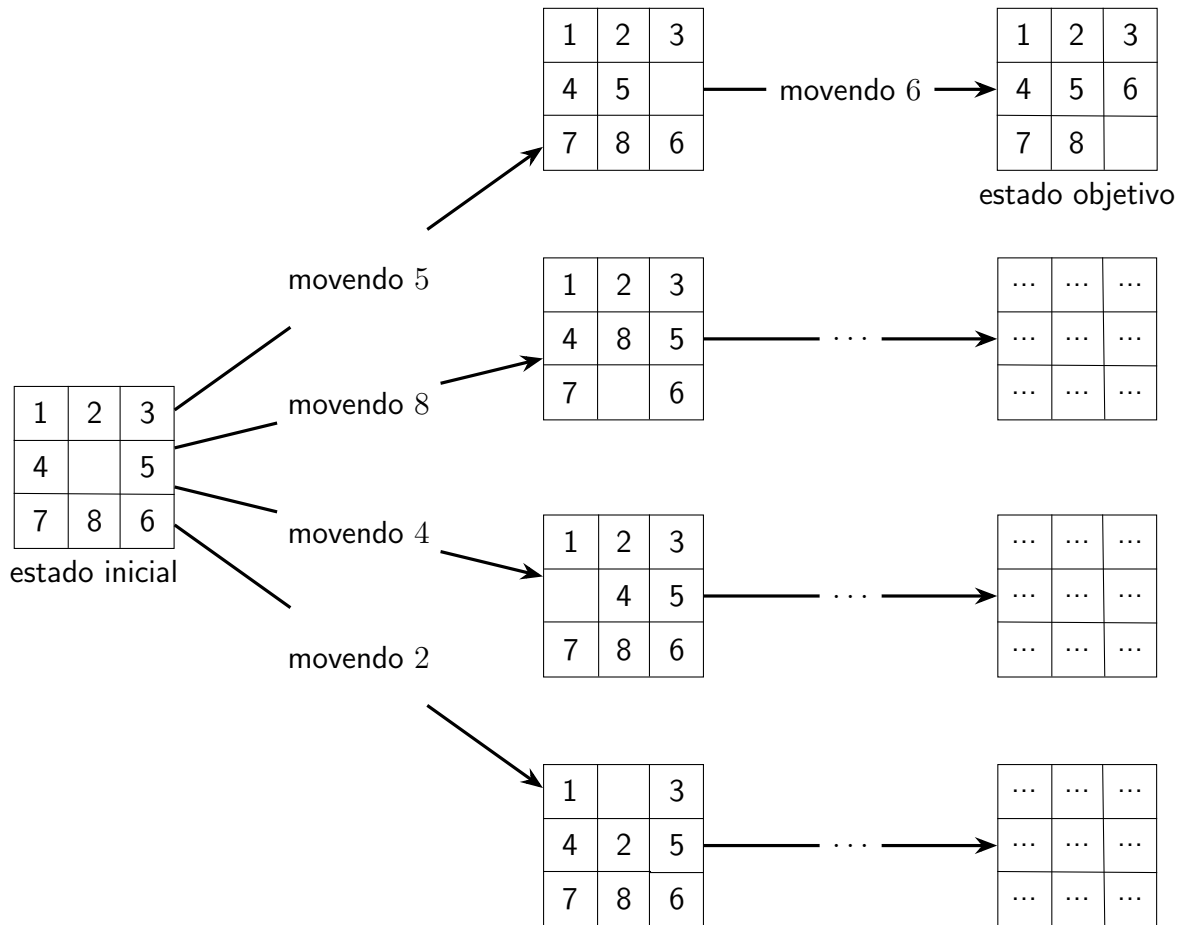 1 2 3
4 5
7 8 6
movendo 6
1 2 3
4 5 6
7 8
estado objetivo
movendo 5
1 2 3
4 8 5
7 6
...
... ... ...
... ... ...
... ... ...
movendo 8
1 2 3
4 5
7 8 6
estado inicial
movendo 4
1 2 3
4 5
7 8 6
...
... ... ...
... ... ...
... ... ...
movendo 2
1 3
4 2 5
7 8 6
...
... ... ...
... ... ...
... ... ...